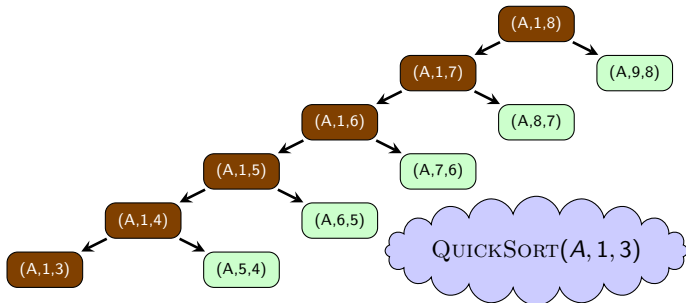 (A,1,8)
(A,1,7)
(A,9,8)
(A,1,6)
(A,8,7)
(A,1,5)
(A,7,6)
(A,1,4)
(A,6,5)
QUICKSORT(A, 1, 3)
(A,1,3)
(A,5,4)